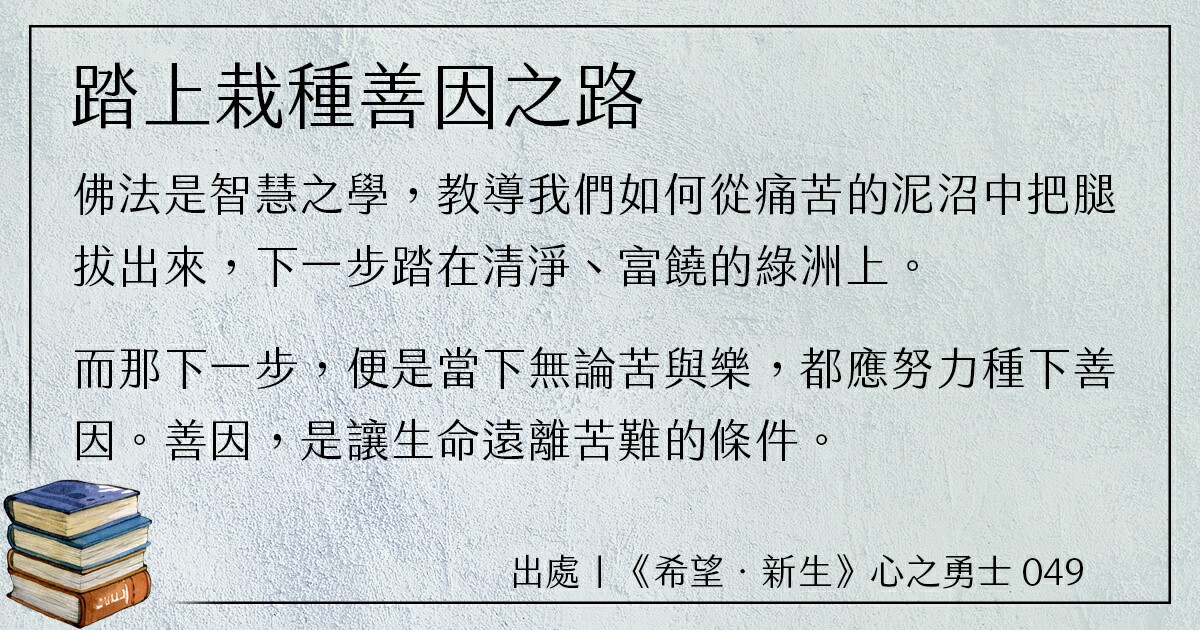 踏上栽種善因之路
佛法是智慧之學，教導我們如何從痛苦的泥沼中把腿
拔出來，下一步踏在清淨、富饒的綠洲上。
而那下一步，便是當下無論苦與樂，都應努力種下善
因。善因，是讓生命遠離苦難的條件。
出處丨《希望．新生》心之勇士 049